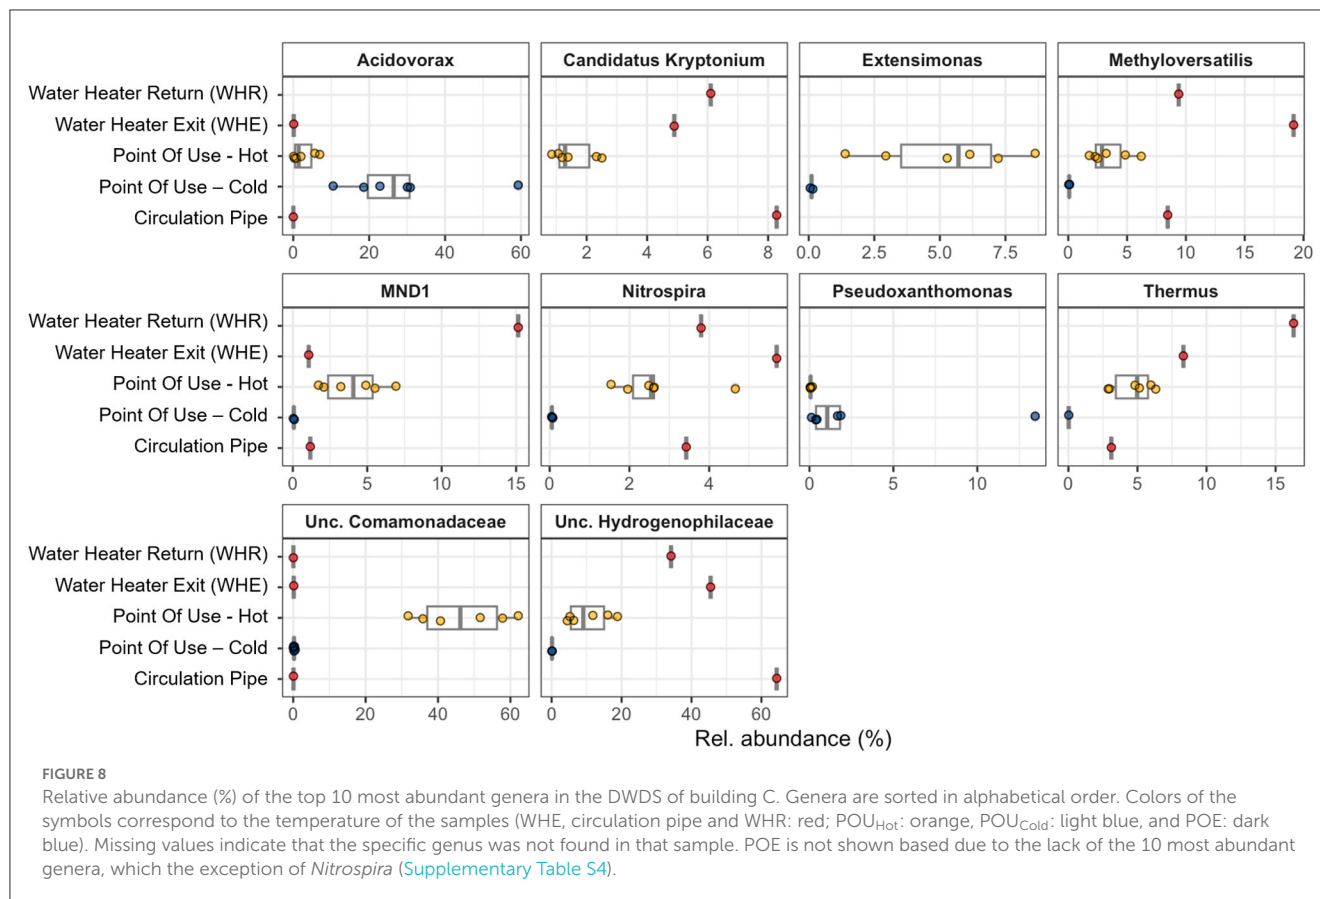 Acidovorax
Candidatus Kryptonium
Extensimonas
Methyloversatilis
Water Heater Return (WHR)
Water Heater Exit (WHE)
Point Of Use - Hot
Point Of Use – Cold
Circulation Pipe
0 20 40 60
2 4 6 8
0.0 2.5 5.0 7.5
0 5 10 15 20
MND1
Nitrospira
Pseudoxanthomonas
Thermus
Water Heater Return (WHR)
Water Heater Exit (WHE)
Point Of Use - Hot
Point Of Use – Cold
Circulation Pipe
0 5 10 15
0 2 4
0 5 10
0 5 10 15
Unc. Comamonadaceae
Unc. Hydrogenophilaceae
Water Heater Return (WHR)
Water Heater Exit (WHE)
Point Of Use - Hot
Point Of Use – Cold
Circulation Pipe
0 20 40 60
0 20 40 60
Rel. abundance (%)
FIGURE 8
Relative abundance (%) of the top 10 most abundant genera in the DWDS of building C. Genera are sorted in alphabetical order. Colors of the
symbols correspond to the temperature of the samples (WHE, circulation pipe and WHR: red; POUHot: orange, POUCold: light blue, and POE: dark
blue). Missing values indicate that the specific genus was not found in that sample. POE is not shown based due to the lack of the 10 most abundant
genera, which the exception of Nitrospira (Supplementary Table S4).